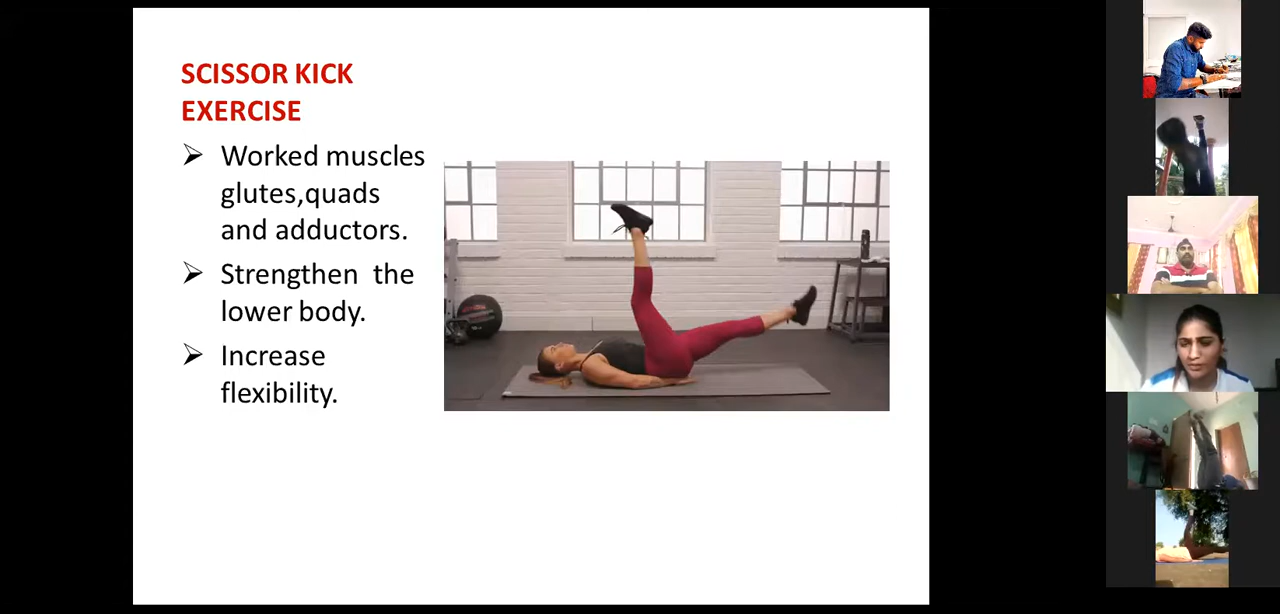 SCISSOR KICK
EXERCISE
➢ Worked muscles
glutes,quads
and adductors.
➢ Strengthen the
lower body.
➢ Increase
flexibility.